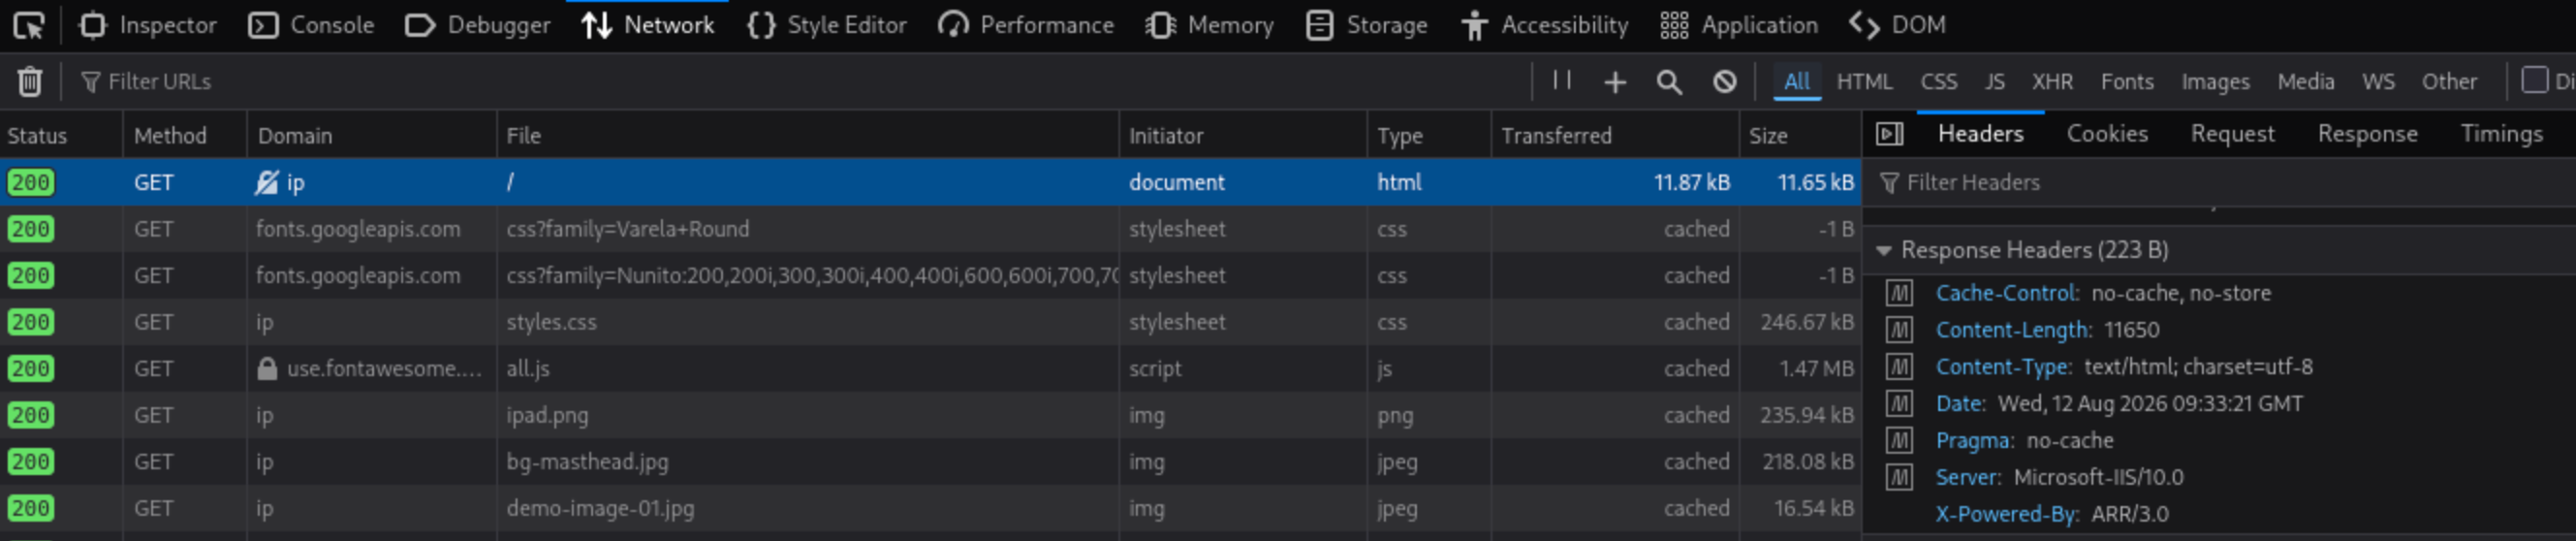 Inspector Console Debugger Network Style Editor Performance Memory Storage Accessibility Application DOM
Filter URLs All HTML CSS JS XHR Fonts Images Media WS Other Di
Status Method Domain File Initiator Type Transferred Size Headers Cookies Request Response Timings
200 GET ip / document html 11.87 kB 11.65 kB Filter Headers
200 GET fonts.googleapis.com css?family=Varela+Round stylesheet css cached -1 B
Response Headers (223 B)
200 GET fonts.googleapis.com css?family=Nunito:200,200i,300,300i,400,400i,600,600i,700,70 stylesheet css cached -1 B
Cache-Control: no-cache, no-store
200 GET ip styles.css stylesheet css cached 246.67 kB
Content-Length: 11650
200 GET use.fontawesome.... all.js script js cached 1.47 MB
Content-Type: text/html; charset=utf-8
Date: Wed, 12 Aug 2026 09:33:21 GMT
200 GET ip ipad.png img png cached 235.94 kB
Pragma: no-cache
200 GET ip bg-masthead.jpg img jpeg cached 218.08 kB
Server: Microsoft-IIS/10.0
200 GET ip demo-image-01.jpg img jpeg cached 16.54 kB
X-Powered-By: ARR/3.0